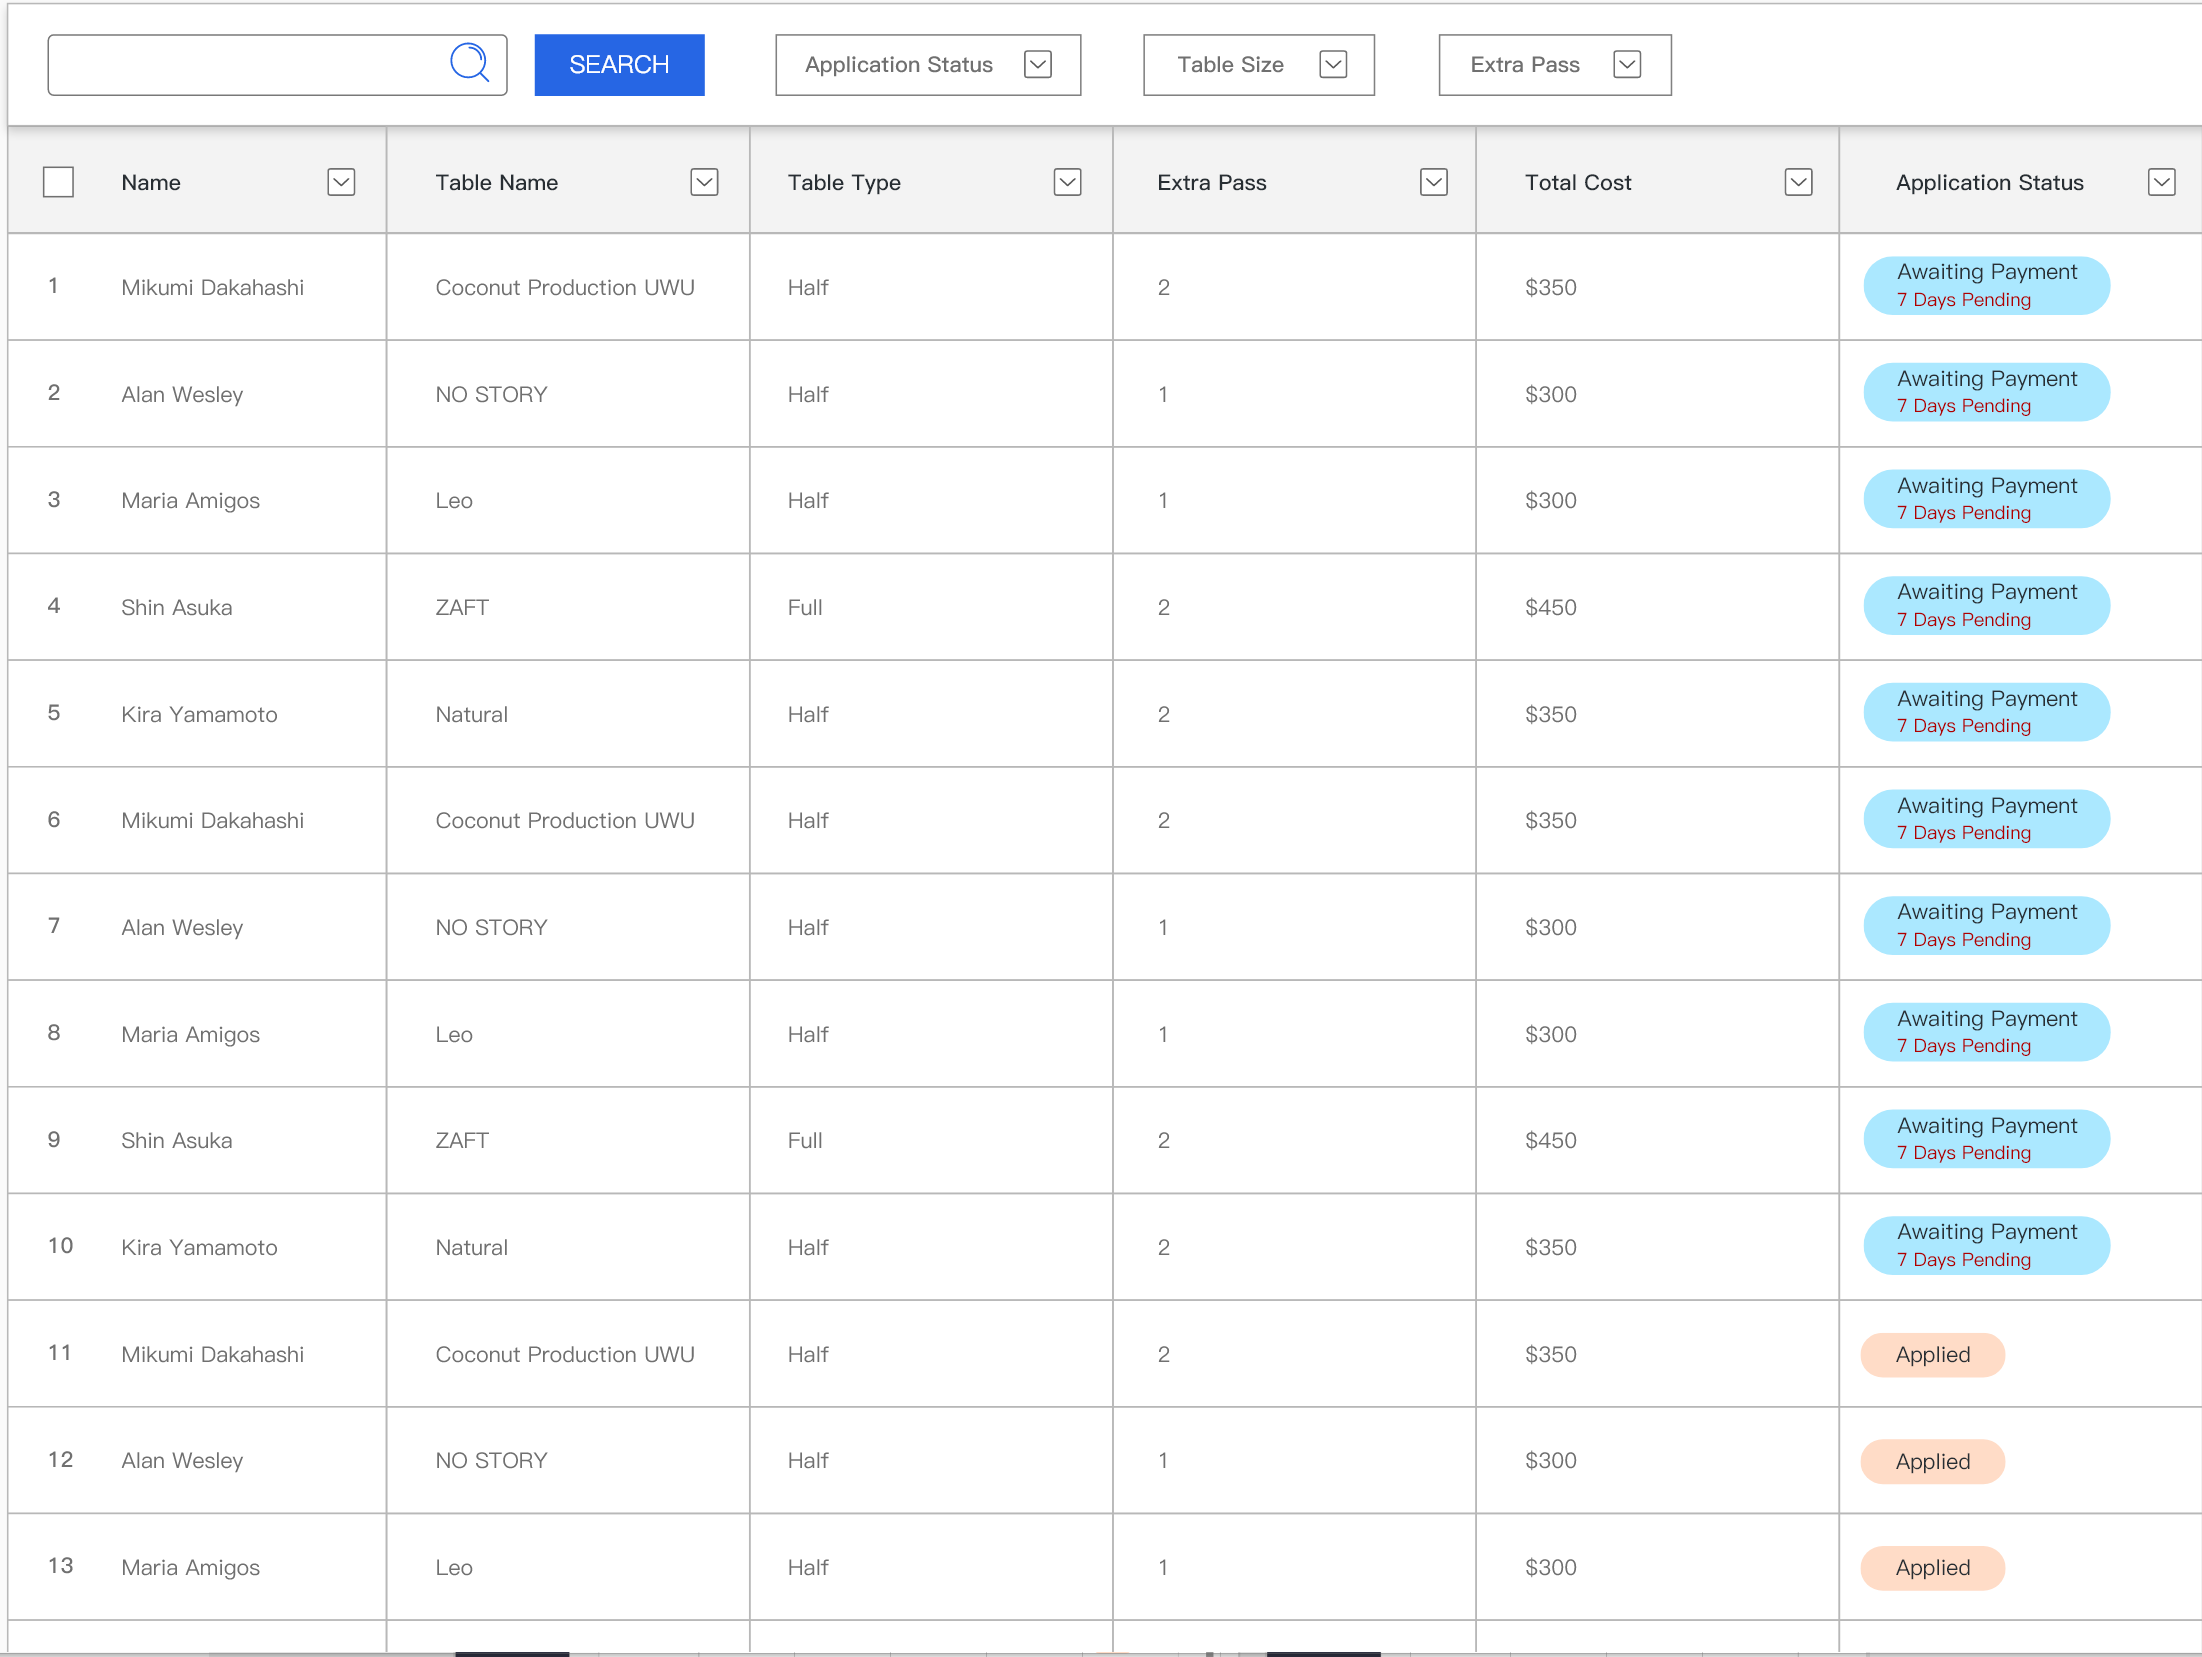 SEARCH Application Status Table Size Extra Pass
Name Table Name Table Type Extra Pass Total Cost Application Status
1 Mikumi Dakahashi Coconut Production UWU Half 2 $350 Awaiting Payment
7 Days Pending
2 Alan Wesley NO STORY Half 1 $300 Awaiting Payment
7 Days Pending
3 Maria Amigos Leo Half 1 $300 Awaiting Payment
7 Days Pending
4 Shin Asuka ZAFT Full 2 $450 Awaiting Payment
7 Days Pending
5 Kira Yamamoto Natural Half 2 $350 Awaiting Payment
7 Days Pending
6 Mikumi Dakahashi Coconut Production UWU Half 2 $350 Awaiting Payment
7 Days Pending
7 Alan Wesley NO STORY Half 1 $300 Awaiting Payment
7 Days Pending
8 Maria Amigos Leo Half 1 $300 Awaiting Payment
7 Days Pending
9 Shin Asuka ZAFT Full 2 $450 Awaiting Payment
7 Days Pending
10 Kira Yamamoto Natural Half 2 $350 Awaiting Payment
7 Days Pending
11 Mikumi Dakahashi Coconut Production UWU Half 2 $350 Applied
12 Alan Wesley NO STORY Half 1 $300 Applied
13 Maria Amigos Leo Half 1 $300 Applied